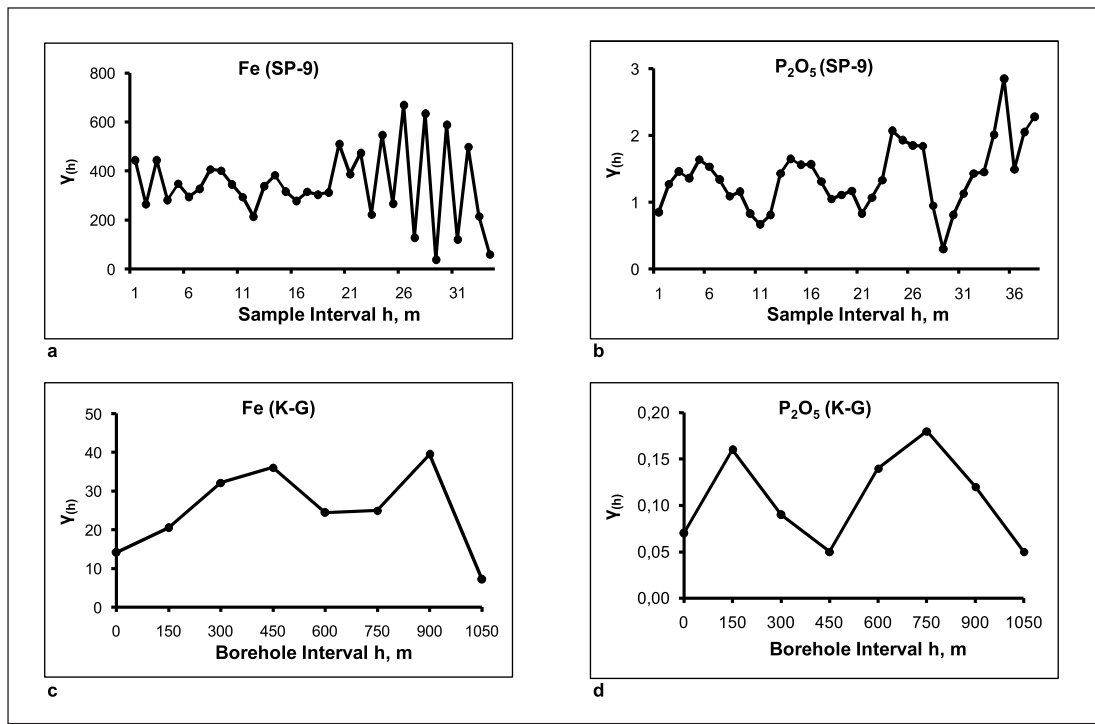 Fe (SP-9)
800
600
400
200
0
γ(h)
1 6 11 16 21 26 31
Sample Interval h, m
a
P₂O₅ (SP-9)
3
2
1
0
γ(h)
1 6 11 16 21 26 31 36
Sample Interval h, m
b
Fe (K-G)
50
40
30
20
10
0
γ(h)
0 150 300 450 600 750 900 1050
Borehole Interval h, m
c
P₂O₅ (K-G)
0,20
0,15
0,10
0,05
0,00
γ(h)
0 150 300 450 600 750 900 1050
Borehole Interval h, m
d